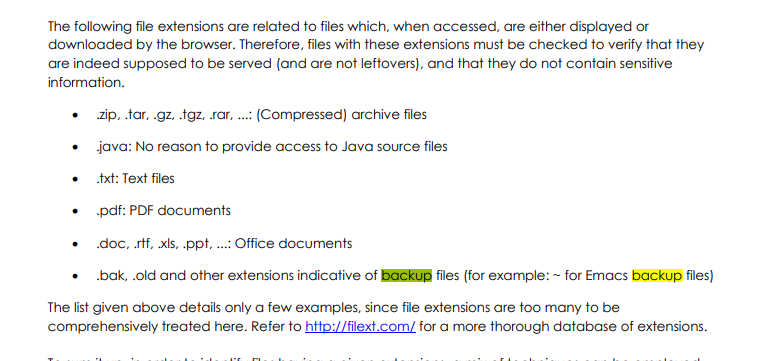 The following file extensions are related to files which, when accessed, are either displayed or
downloaded by the browser. Therefore, files with these extensions must be checked to verify that they
are indeed supposed to be served (and are not leftovers), and that they do not contain sensitive
information.
• .zip, .tar, .gz, .tgz, .rar, ...: (Compressed) archive files
• .java: No reason to provide access to Java source files
• .txt: Text files
• .pdf: PDF documents
• .doc, .rtf, .xls, .ppt, ...: Office documents
• .bak, .old and other extensions indicative of backup files (for example: ~ for Emacs backup files)
The list given above details only a few examples, since file extensions are too many to be
comprehensively treated here. Refer to http://filext.com/ for a more thorough database of extensions.